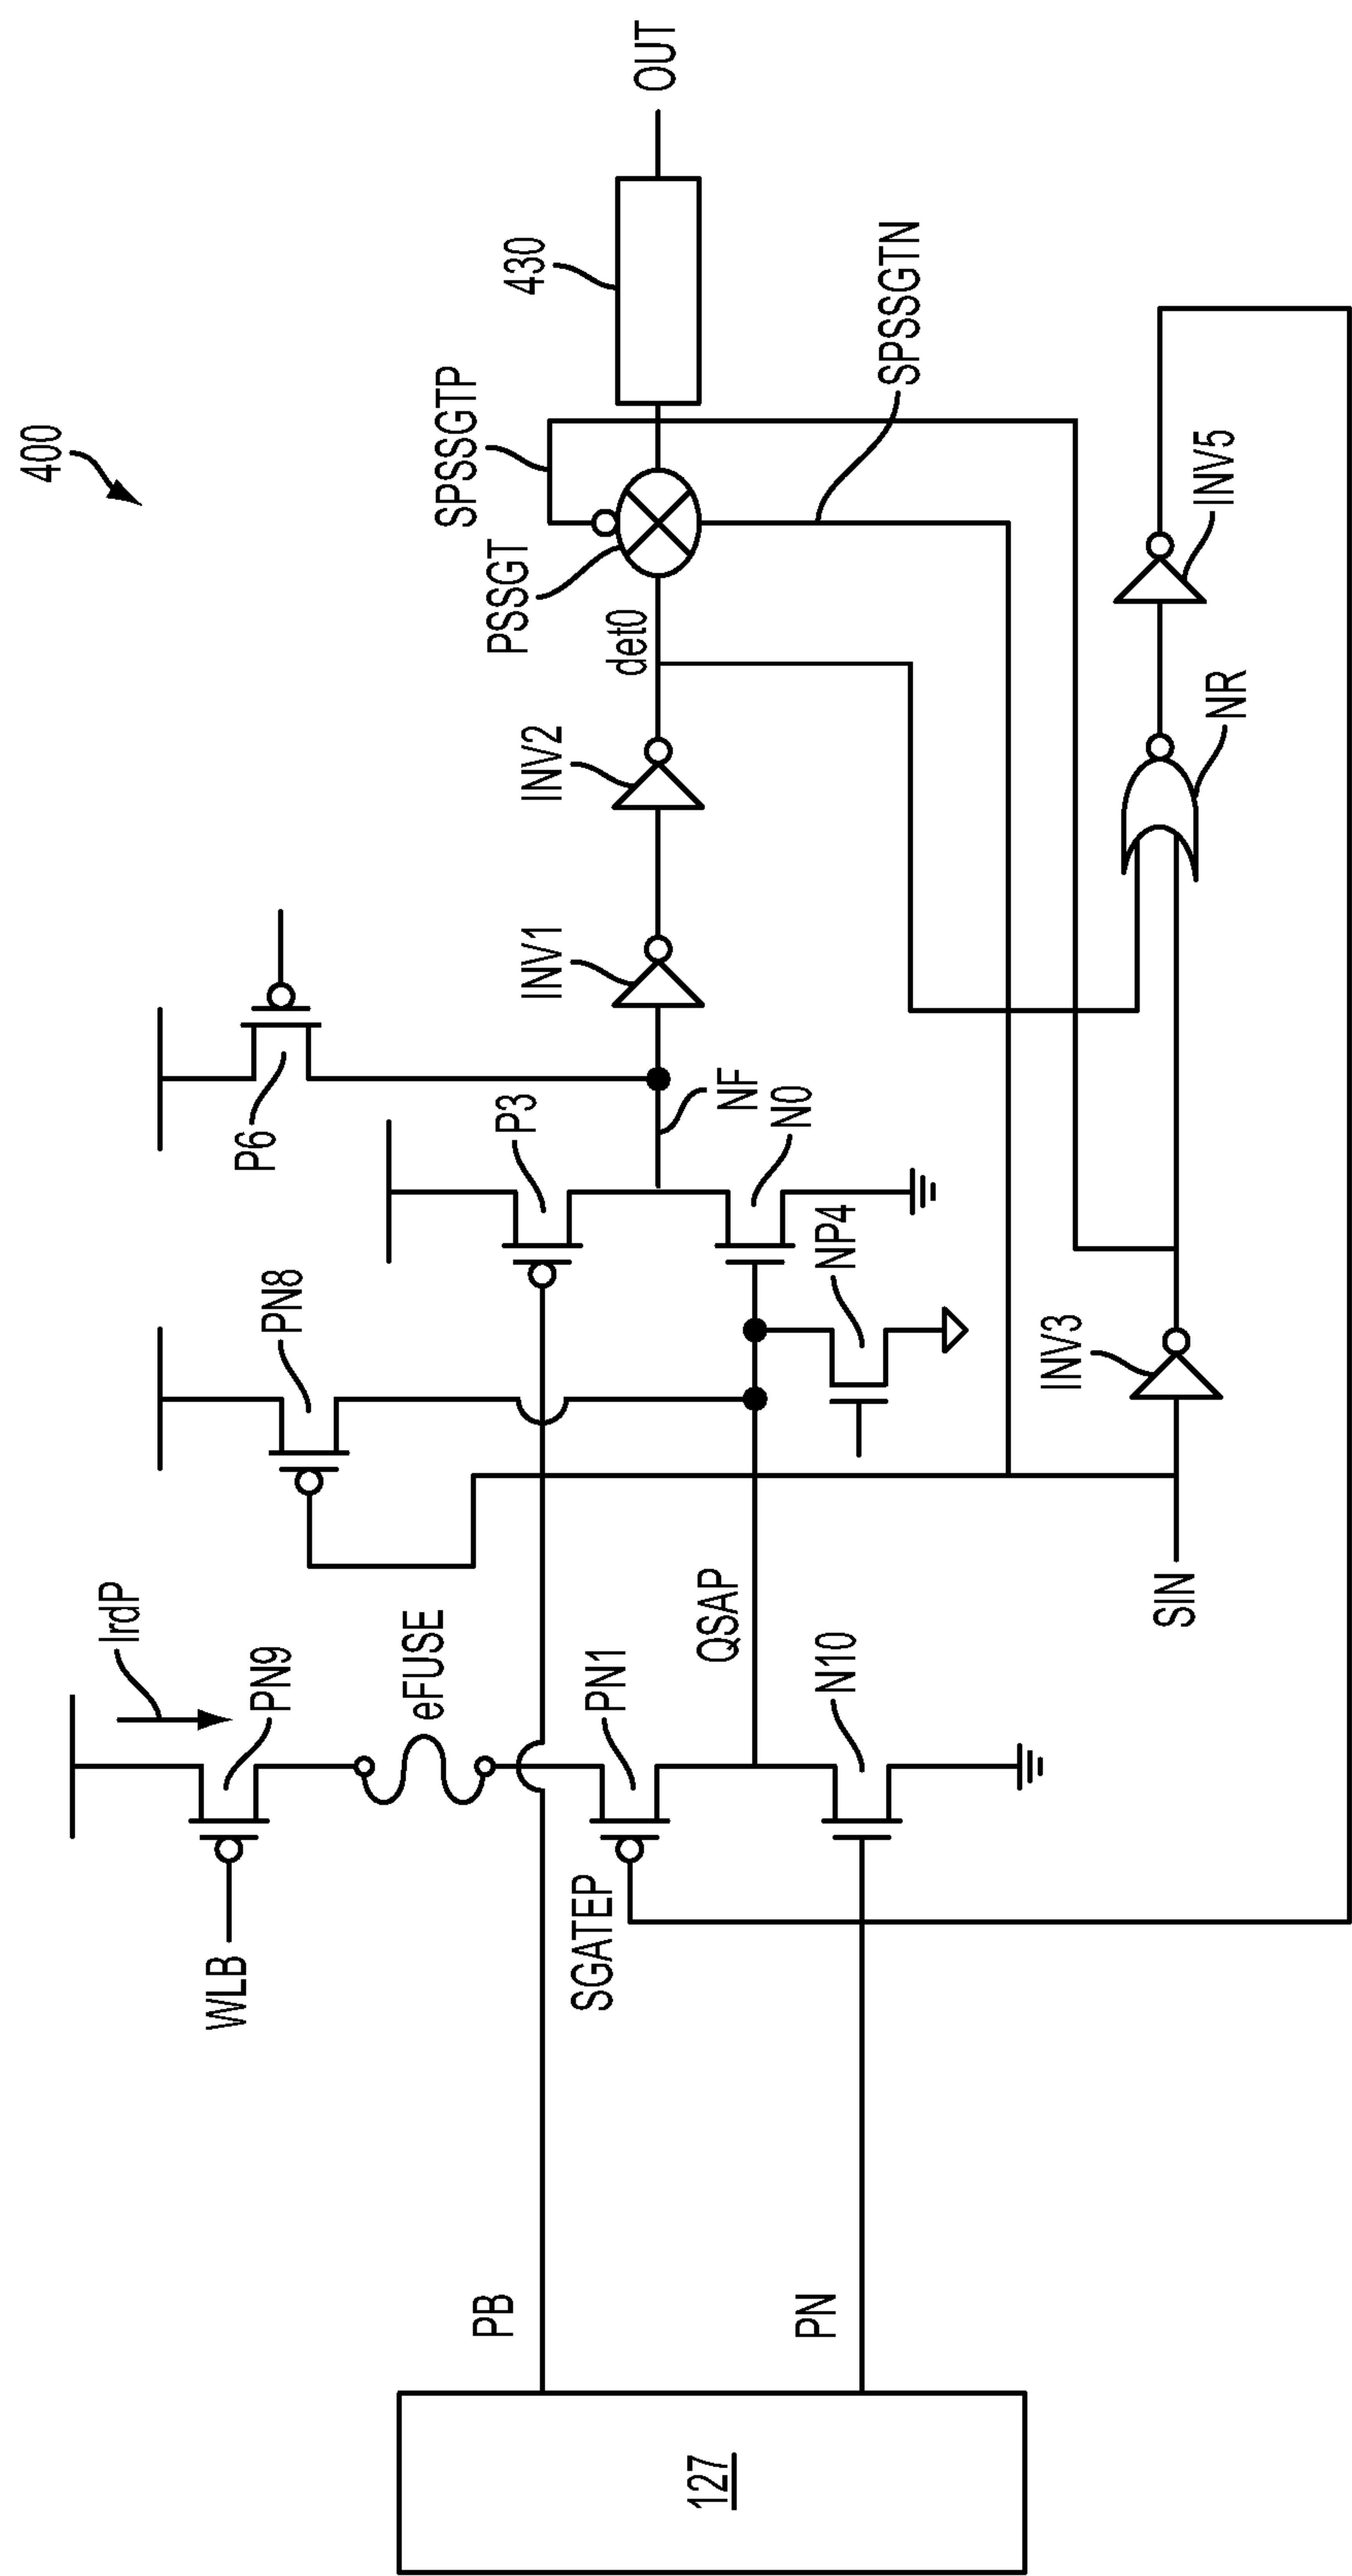 400
OUT
430
SPSSGTP
SPSSGTN
PSSGT
det0
INV2
INV1
INV5
NR
P6
P3
NF
N0
NP4
PN8
INV3
IrdP
PN9
eFUSE
PN1
QSAP
N10
SIN
WLB
SGATEP
PB
PN
127